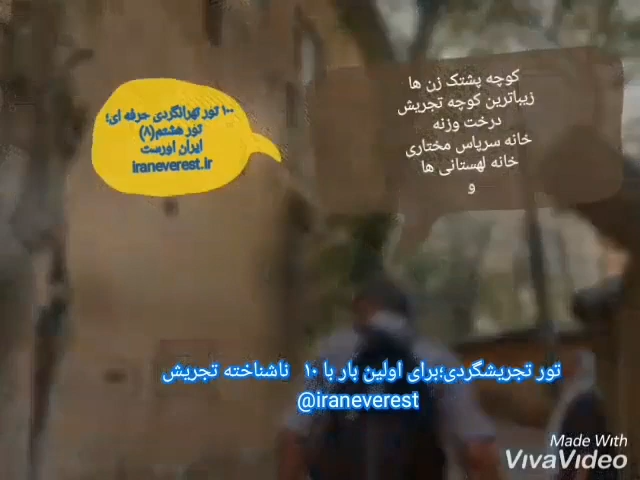 ۱۰۰ تور تهرانگردی حرفه ای؛
تور هشتم(۸)
ایران اورست
iraneverest.ir
کوچه پشتک زن ها
زیباترین کوچه تجریش
درخت وزنه
خانه سرپاس مختاری
خانه لهستانی ها
و
تور تجریشگردی؛برای اولین بار با ۱۰ ناشناخته تجریش
@iraneverest
Made With
VivaVideo